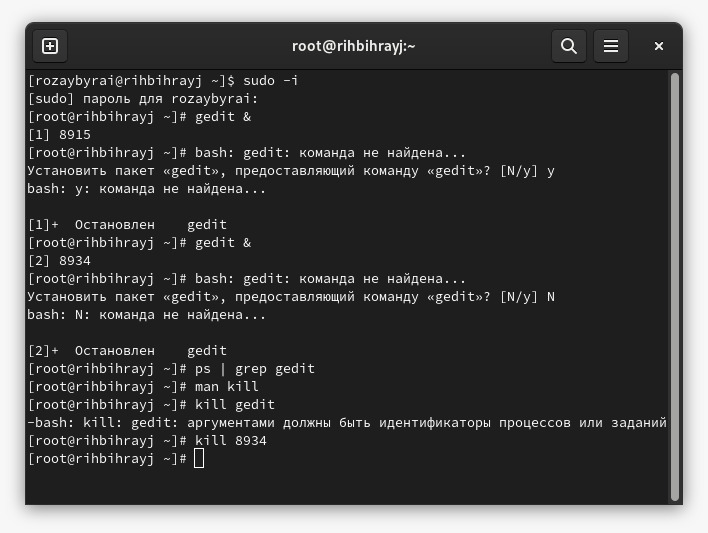 root@rihbihrayj:~
[rozaybyrai@rihbihrayj ~]$ sudo -i
[sudo] пароль для rozaybyrai:
[root@rihbihrayj ~]# gedit &
[1] 8915
[root@rihbihrayj ~]# bash: gedit: команда не найдена...
Установить пакет «gedit», предоставляющий команду «gedit»? [N/y] y
bash: y: команда не найдена...
[1]+  Остановлен    gedit
[root@rihbihrayj ~]# gedit &
[2] 8934
[root@rihbihrayj ~]# bash: gedit: команда не найдена...
Установить пакет «gedit», предоставляющий команду «gedit»? [N/y] N
bash: N: команда не найдена...
[2]+  Остановлен    gedit
[root@rihbihrayj ~]# ps | grep gedit
[root@rihbihrayj ~]# man kill
[root@rihbihrayj ~]# kill gedit
-bash: kill: gedit: аргументами должны быть идентификаторы процессов или заданий
[root@rihbihrayj ~]# kill 8934
[root@rihbihrayj ~]#